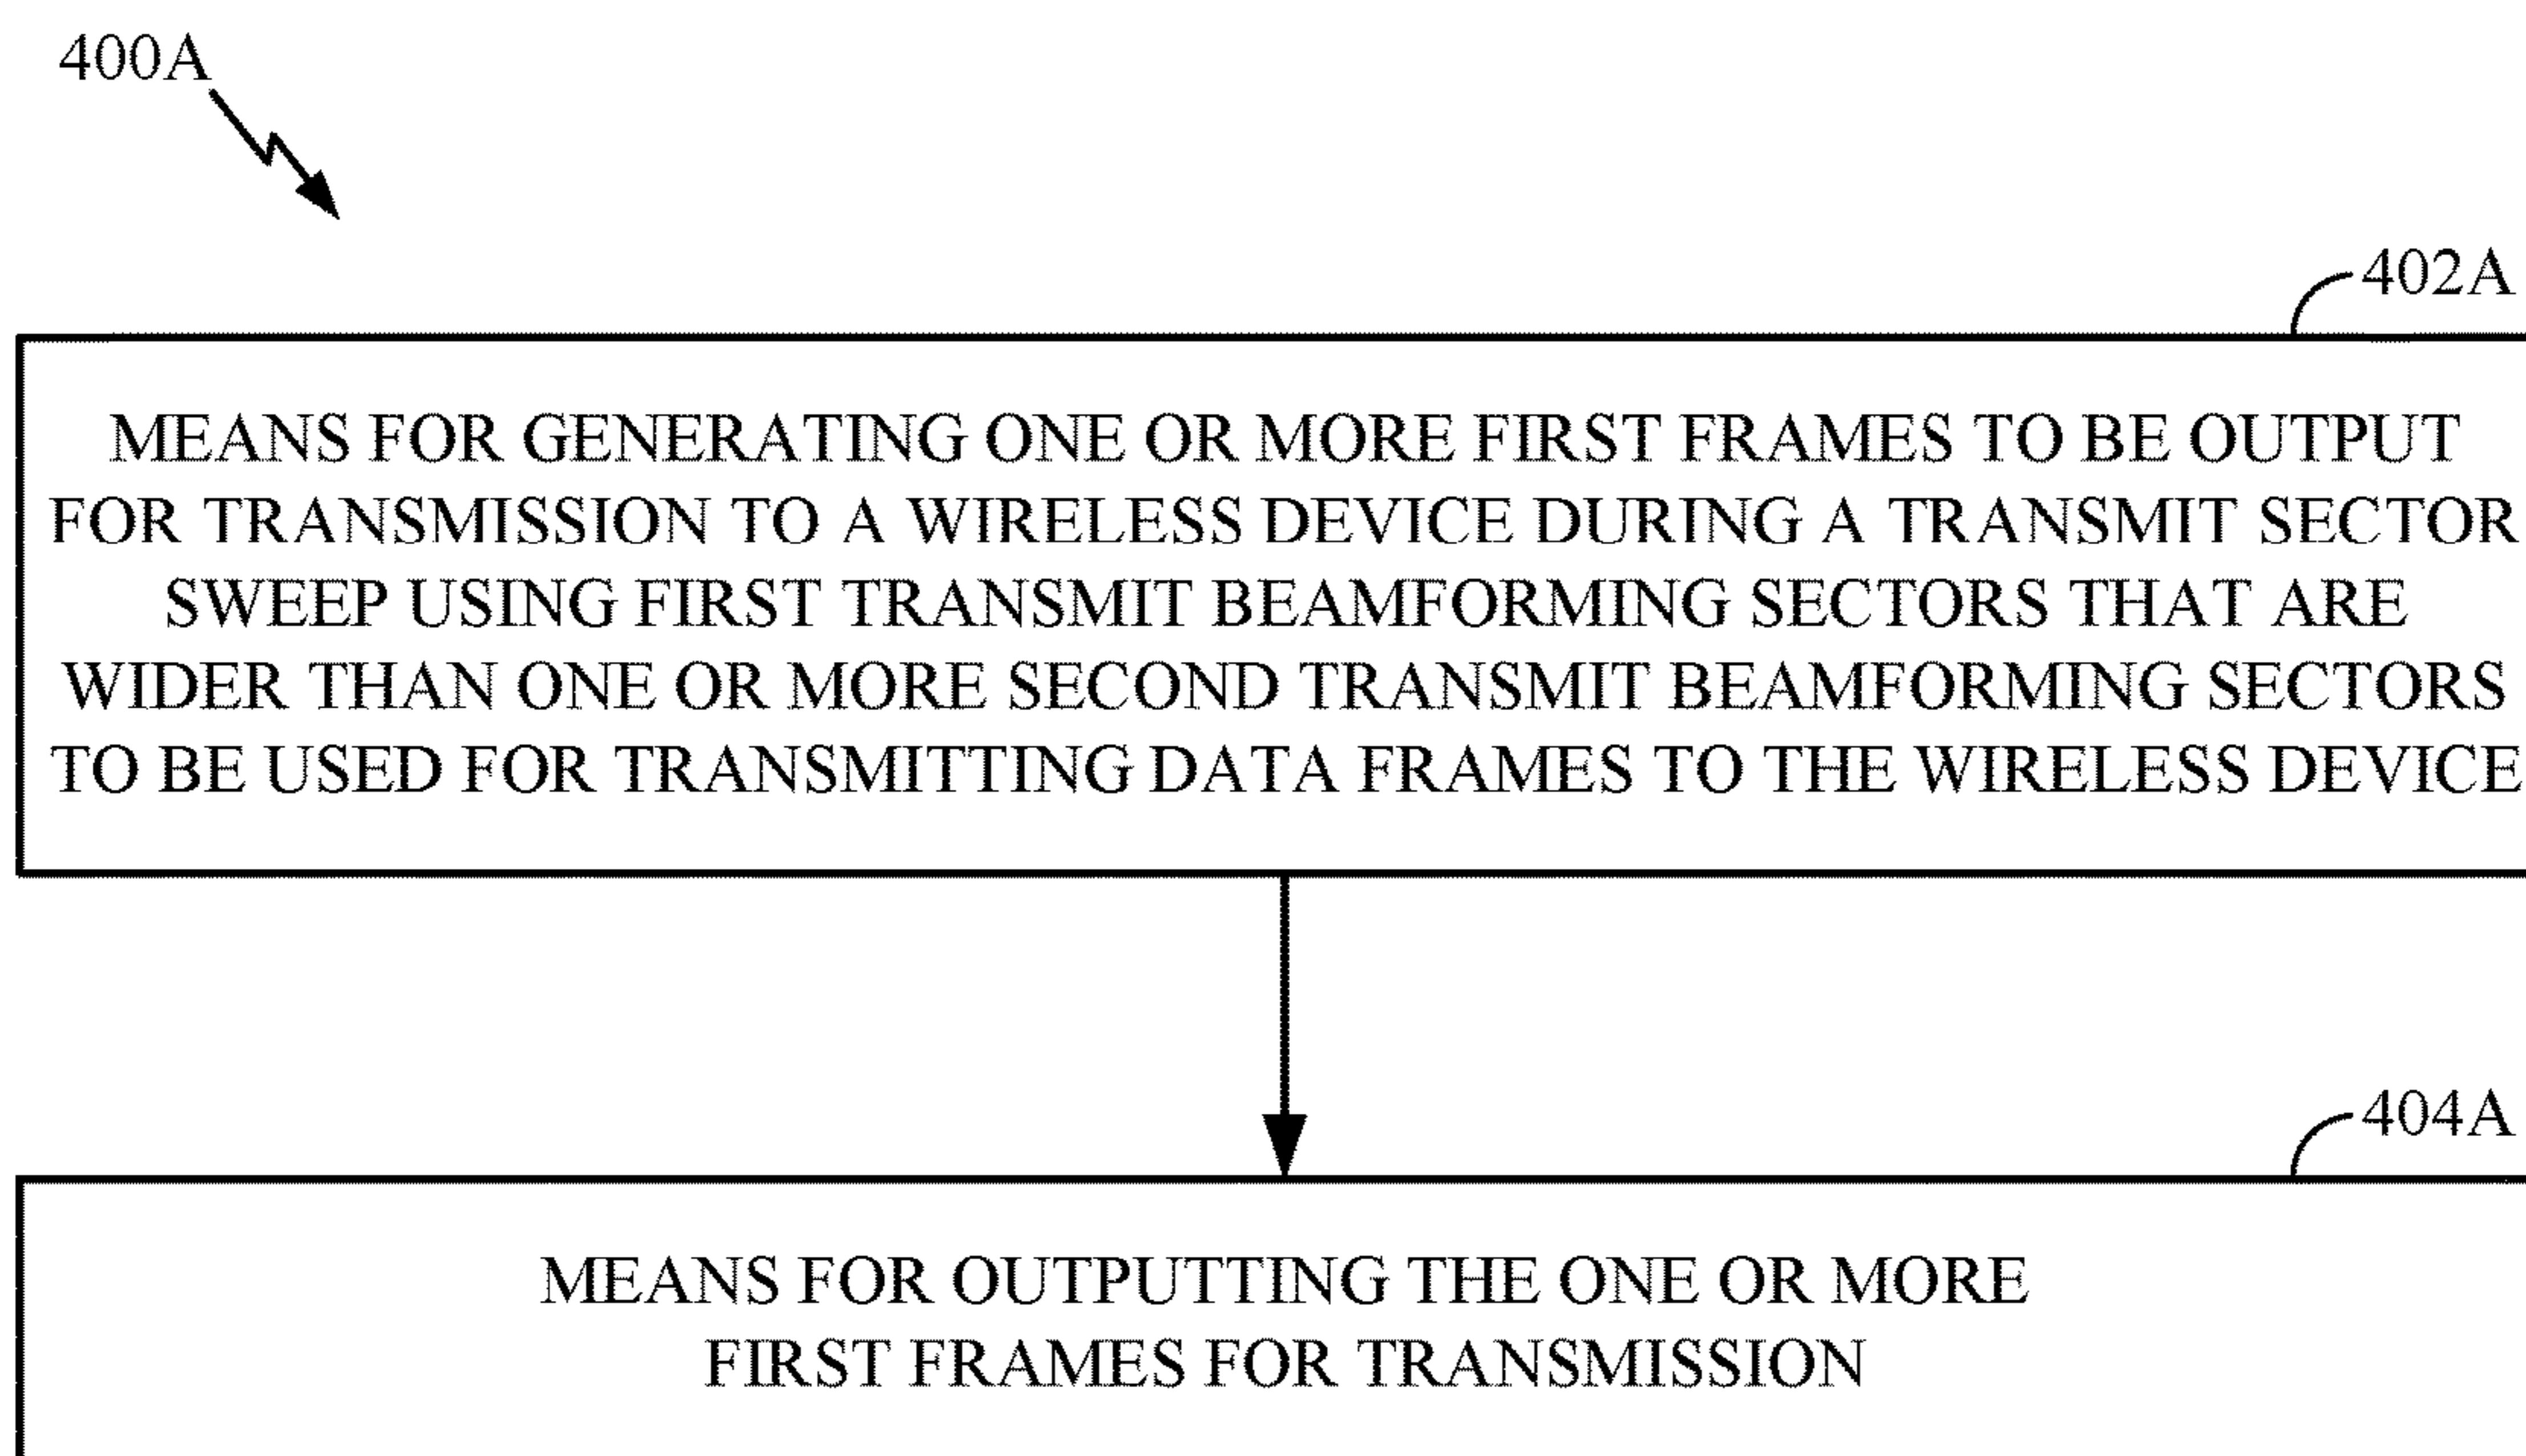 400A
402A
MEANS FOR GENERATING ONE OR MORE FIRST FRAMES TO BE OUTPUT
FOR TRANSMISSION TO A WIRELESS DEVICE DURING A TRANSMIT SECTOR
SWEEP USING FIRST TRANSMIT BEAMFORMING SECTORS THAT ARE
WIDER THAN ONE OR MORE SECOND TRANSMIT BEAMFORMING SECTORS
TO BE USED FOR TRANSMITTING DATA FRAMES TO THE WIRELESS DEVICE
404A
MEANS FOR OUTPUTTING THE ONE OR MORE
FIRST FRAMES FOR TRANSMISSION